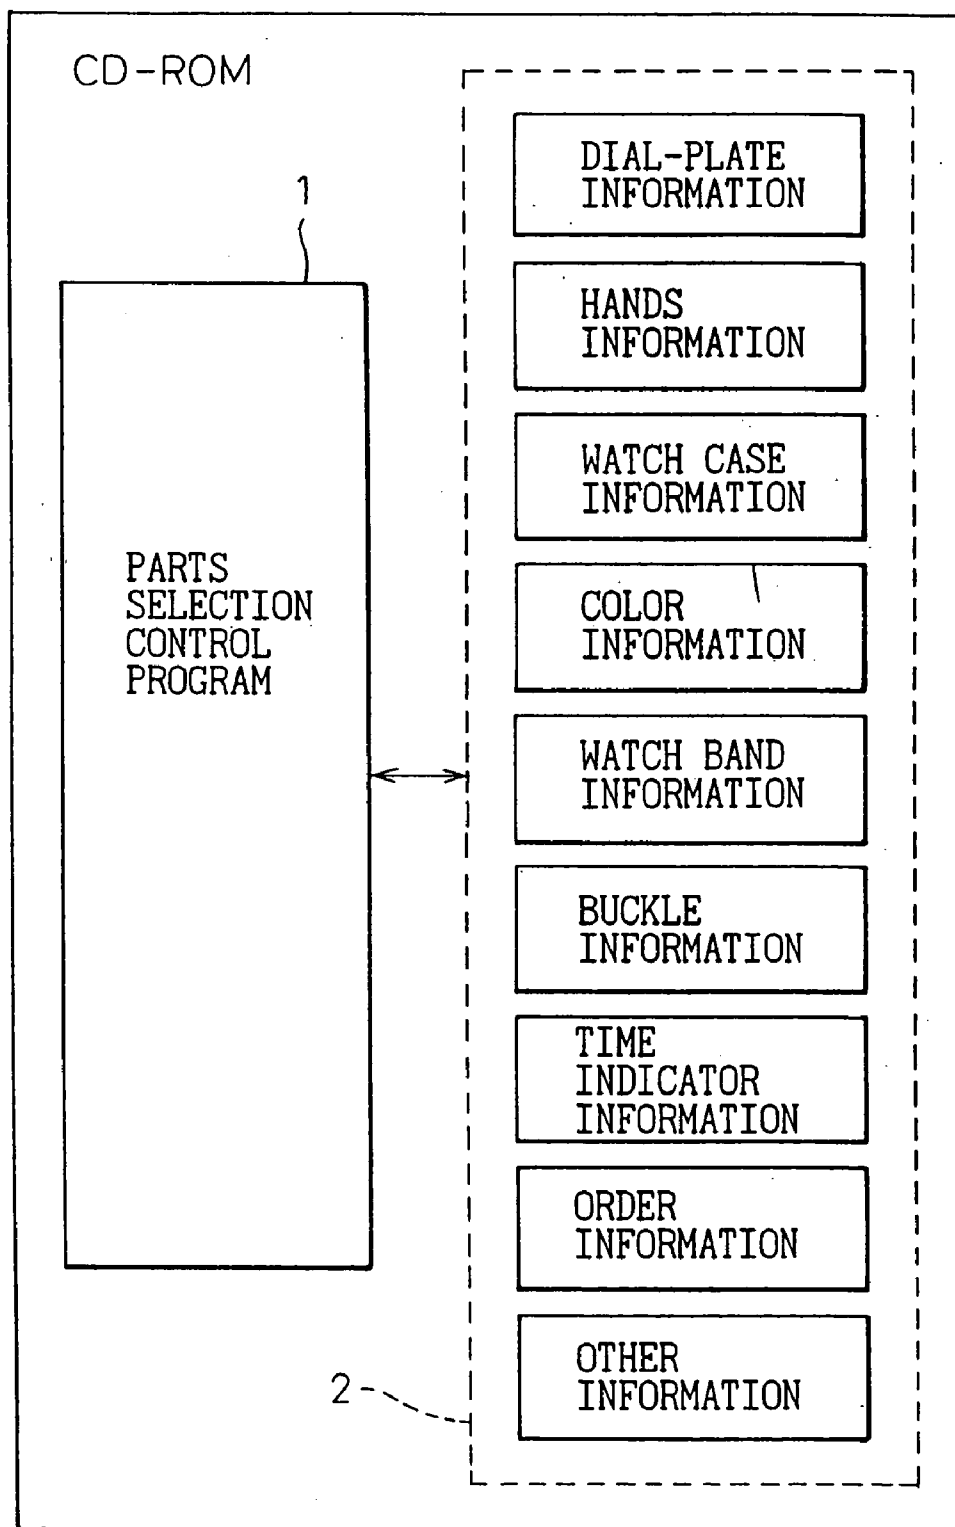 CD-ROM
1
PARTS
SELECTION
CONTROL
PROGRAM
DIAL-PLATE
INFORMATION
HANDS
INFORMATION
WATCH CASE
INFORMATION
COLOR
INFORMATION
WATCH BAND
INFORMATION
BUCKLE
INFORMATION
TIME
INDICATOR
INFORMATION
ORDER
INFORMATION
OTHER
INFORMATION
2